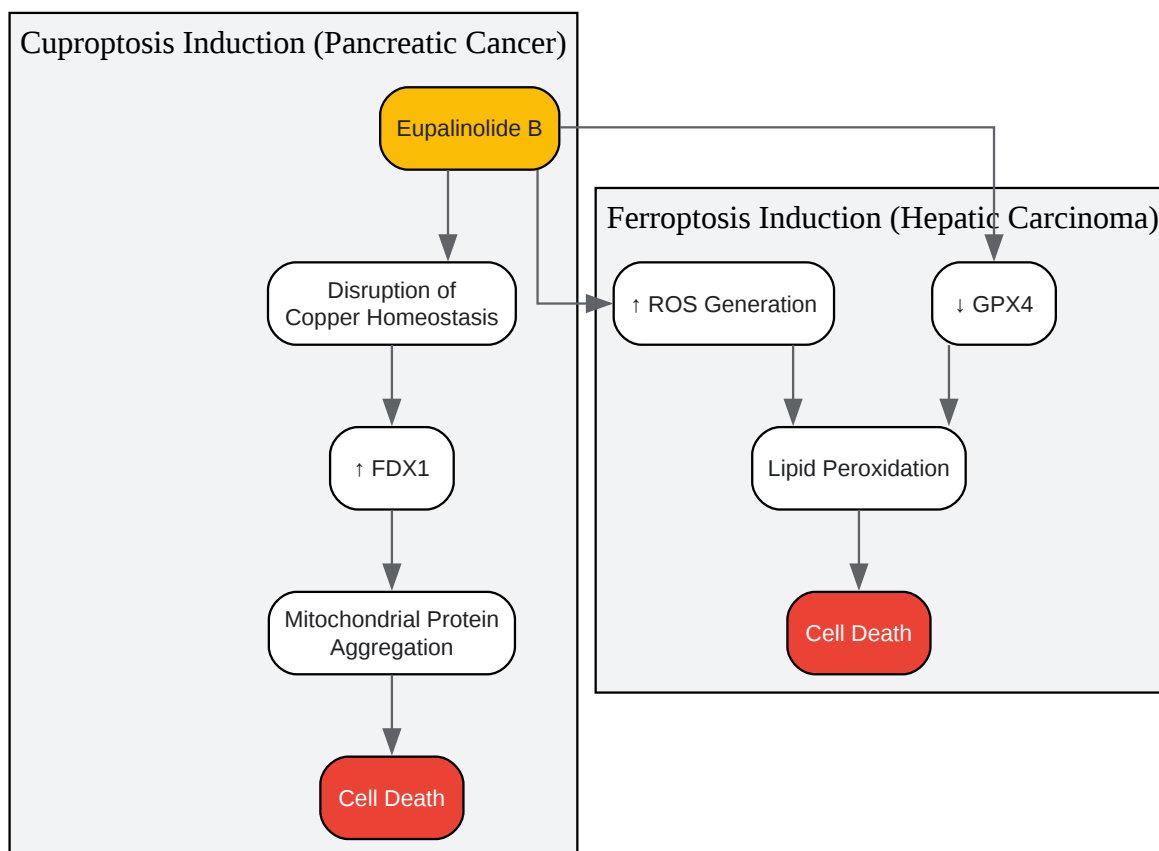 Cuproptosis Induction (Pancreatic Cancer)
Eupalinolide B
Disruption of
Copper Homeostasis
↑ FDX1
Mitochondrial Protein
Aggregation
Cell Death
Ferroptosis Induction (Hepatic Carcinoma)
↑ ROS Generation
↓ GPX4
Lipid Peroxidation
Cell Death